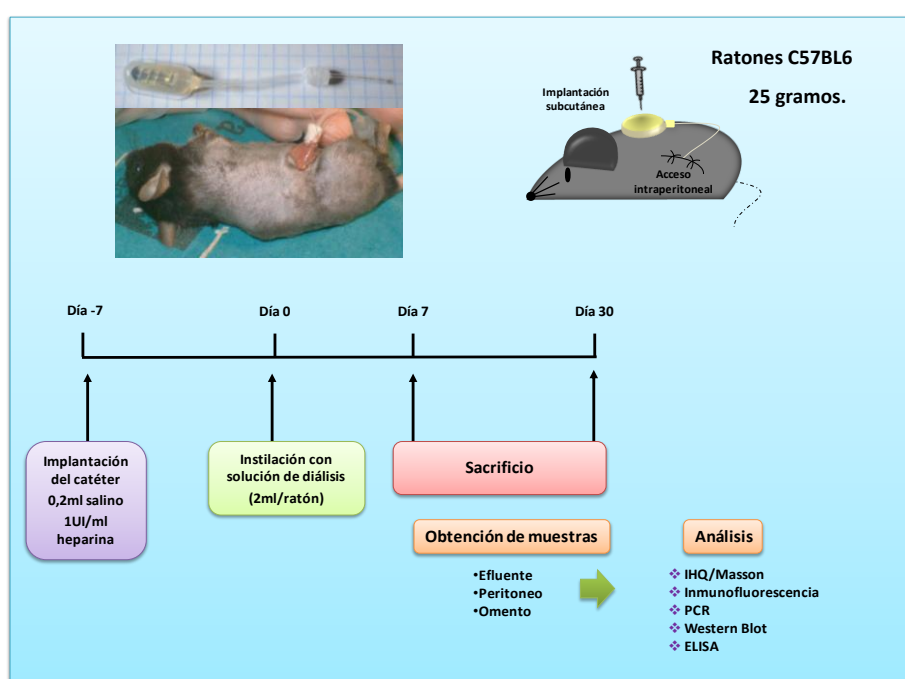 Ratones C57BL6
25 gramos.
Implantación
subcutánea
Acceso
intraperitoneal
Día -7
Día 0
Día 7
Día 30
Implantación
del catéter
0,2ml salino
1UI/ml
heparina
Instilación con
solución de diálisis
(2ml/ratón)
Sacrificio
Obtención de muestras
•Efluente
•Peritoneo
•Omento
Análisis
❖ IHQ/Masson
❖ Inmunofluorescencia
❖ PCR
❖ Western Blot
❖ ELISA